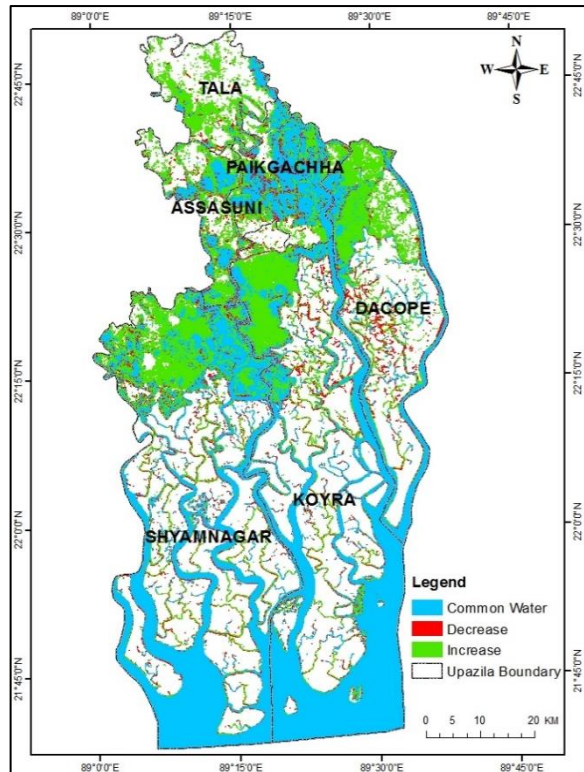 89°0'0"E 89°15'0"E 89°30'0"E 89°45'0"E
N
W E
S
22°45'0"N 22°45'0"N
TALA
PAIKGACHHA
ASSASUNI
22°30'0"N 22°30'0"N
DACOPE
22°15'0"N 22°15'0"N
KOYRA
22°0'0"N 22°0'0"N
SHYAMNAGAR
Legend
Common Water
Decrease
Increase
Upazila Boundary
21°45'0"N 21°45'0"N
0 5 10 20 KM
89°0'0"E 89°15'0"E 89°30'0"E 89°45'0"E